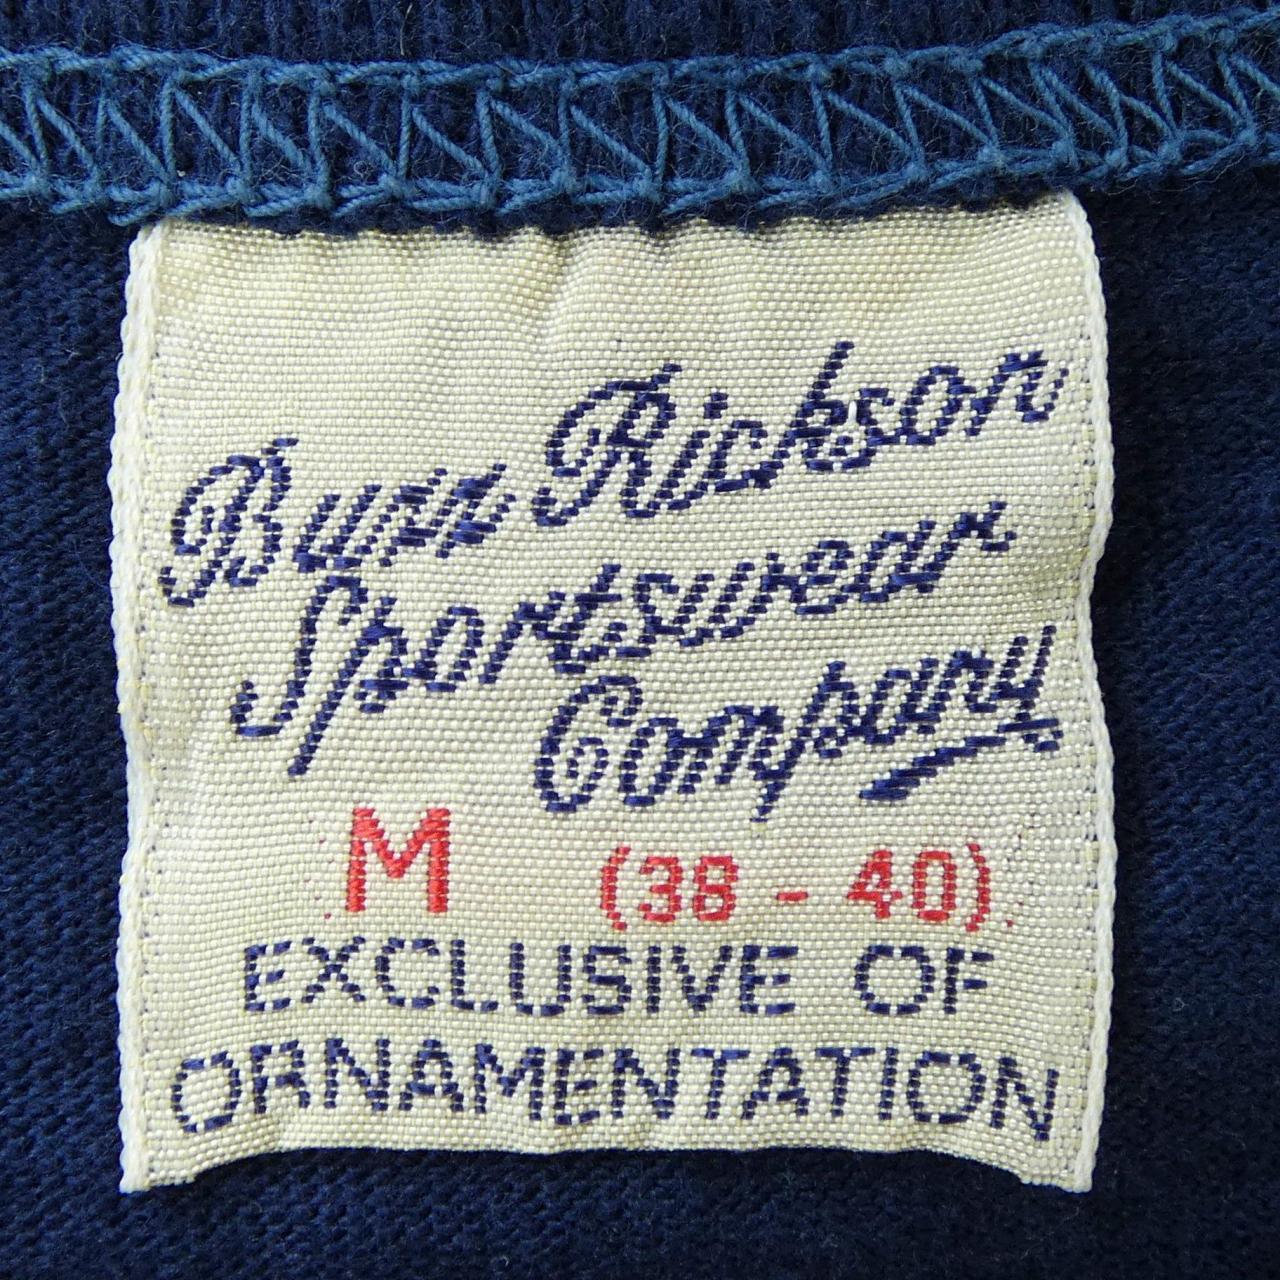 Buzz Rickson
Sportswear
Company
M (38 - 40)
EXCLUSIVE OF
ORNAMENTATION